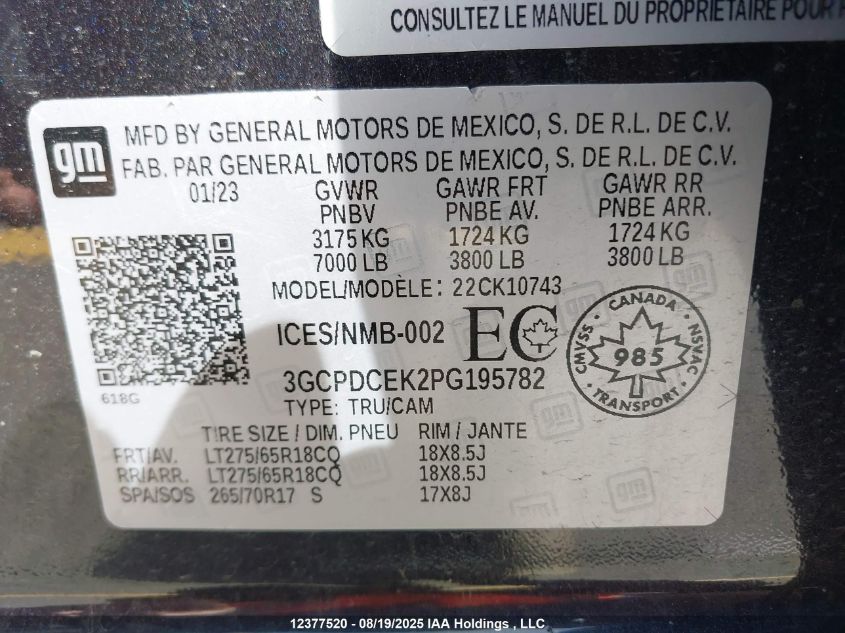 CONSULTEZ LE MANUEL DU PROPRIÉTAIRE POUR
gm
MFD BY GENERAL MOTORS DE MEXICO, S. DE R.L. DE C.V.
FAB. PAR GENERAL MOTORS DE MEXICO, S. DE R.L. DE C.V.
01/23 GVWR GAWR FRT GAWR RR
PNBV PNBE AV. PNBE ARR.
3175 KG 1724 KG 1724 KG
7000 LB 3800 LB 3800 LB
MODEL/MODÈLE: 22CK10743
ICES/NMB-002 EC
CANADA
CMVSS 985 NSVAC
TRANSPORT
3GCPDCEK2PG195782
618G
TYPE: TRU/CAM
TIRE SIZE / DIM. PNEU RIM / JANTE
FRT/AV. LT275/65R18CQ 18X8.5J
RR/ARR. LT275/65R18CQ 18X8.5J
SPA/SOS 265/70R17 S 17X8J
12377520 - 08/19/2025 IAA Holdings , LLC